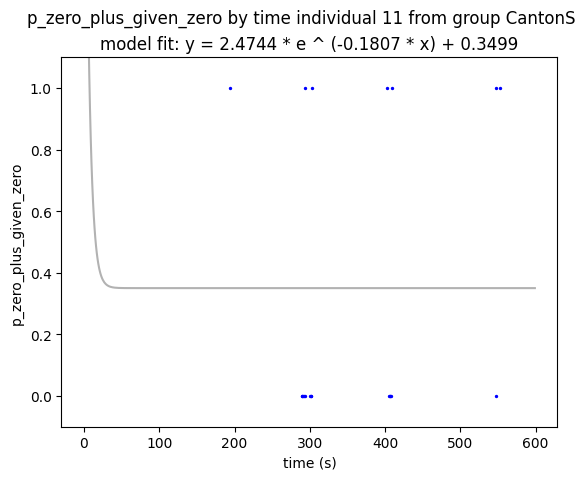 p_zero_plus_given_zero by time individual 11 from group CantonS
model fit: y = 2.4744 * e ^ (-0.1807 * x) + 0.3499
p_zero_plus_given_zero
1.0
0.8
0.6
0.4
0.2
0.0
0 100 200 300 400 500 600
time (s)